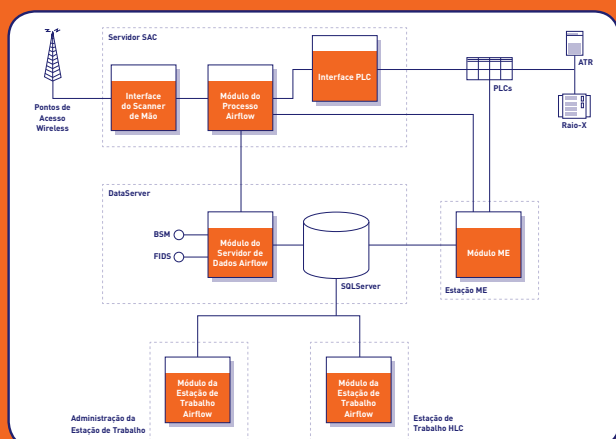 Servidor SAC
Pontos de
Acesso
Wireless
Interface
do Scanner
de Mão
Módulo do
Processo
Airflow
Interface PLC
PLCs
ATR
Raio-X
DataServer
BSM
FIDS
Módulo do
Servidor de
Dados Airflow
SQLServer
Módulo ME
Estação ME
Administração da
Estação de Trabalho
Módulo da
Estação de
Trabalho
Airflow
Módulo da
Estação de
Trabalho
Airflow
Estação de
Trabalho HLC